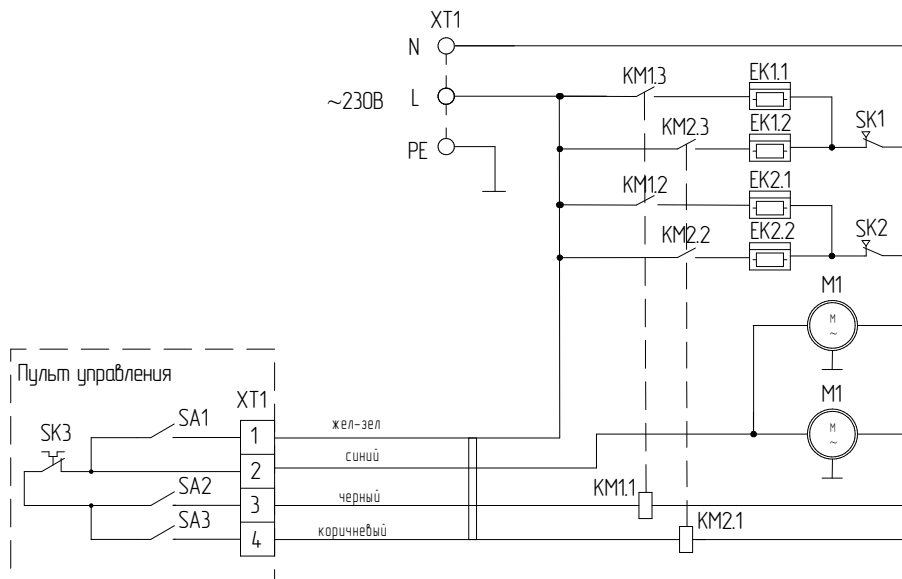 XT1
N
L
~230В
PE
KM1.3
EK1.1
KM2.3
EK1.2
SK1
KM1.2
EK2.1
KM2.2
EK2.2
SK2
M1
M
~
M1
M
~
Пульт управления
XT1
SK3
SA1
1
жел-зел
2
синий
SA2
3
черный
SA3
4
коричневый
KM1.1
KM2.1